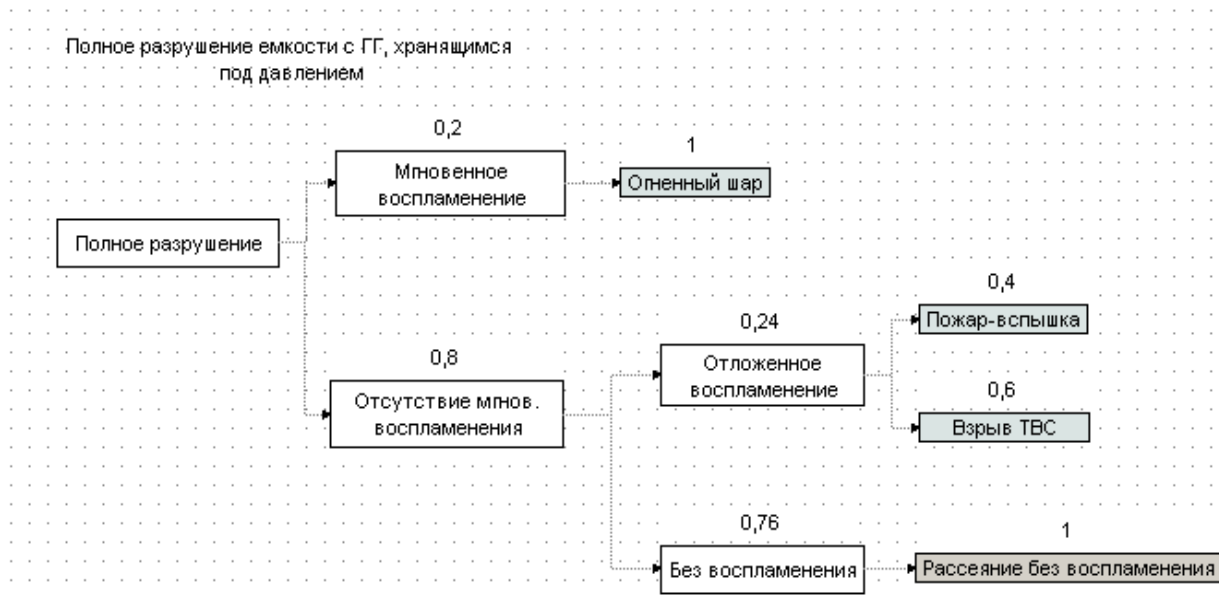 Полное разрушение емкости с ГГ, хранящимся
под давлением
0,2
1
Мгновенное
воспламенение
Огненный шар
Полное разрушение
0,4
0,24
Пожар-вспышка
0,8
Отложенное
воспламенение
0,6
Отсутствие мгнов.
воспламенения
Взрыв ТВС
0,76
1
Без воспламенения
Рассеяние без воспламенения